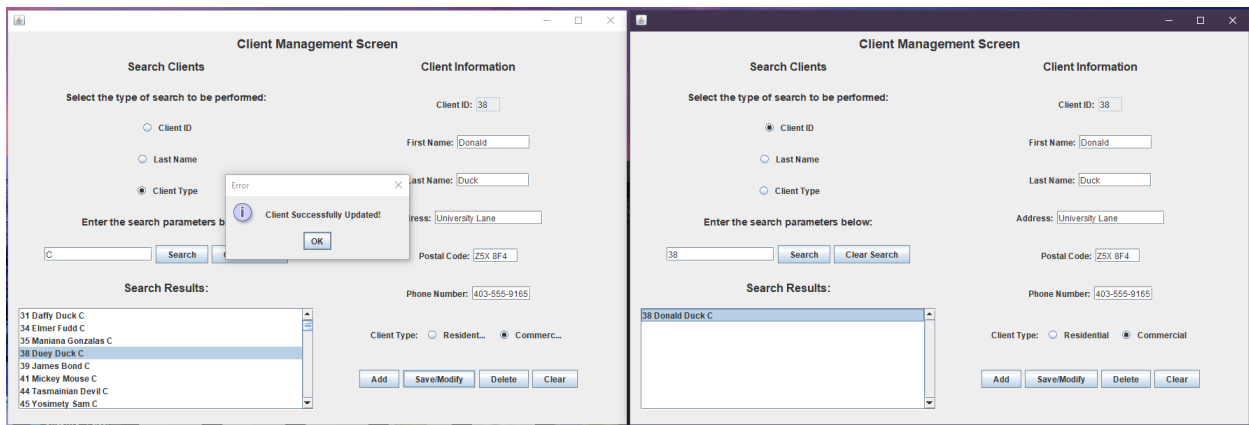 Client Management Screen
Search Clients
Client Information
Select the type of search to be performed:
Client ID: 38
Client ID
First Name: Donald
Last Name
Error
Last Name: Duck
Client Type
Client Successfully Updated!
University Lane
Enter the search parameters
OK
C
Search
Postal Code: Z5X 8F4
Search Results:
Phone Number: 403-555-9165
31 Daffy Duck C
34 Elmer Fudd C
35 Maniana Gonzalas C
38 Duey Duck C
39 James Bond C
41 Mickey Mouse C
44 Tasmainian Devil C
45 Yosimety Sam C
Client Type: Resident... Commerc...
Add Save/Modify Delete Clear
Client Management Screen
Search Clients
Client Information
Select the type of search to be performed:
Client ID: 38
Client ID
First Name: Donald
Last Name
Last Name: Duck
Client Type
Address: University Lane
Enter the search parameters below:
38
Search Clear Search
Postal Code: Z5X 8F4
Search Results:
Phone Number: 403-555-9165
38 Donald Duck C
Client Type: Residential Commercial
Add Save/Modify Delete Clear